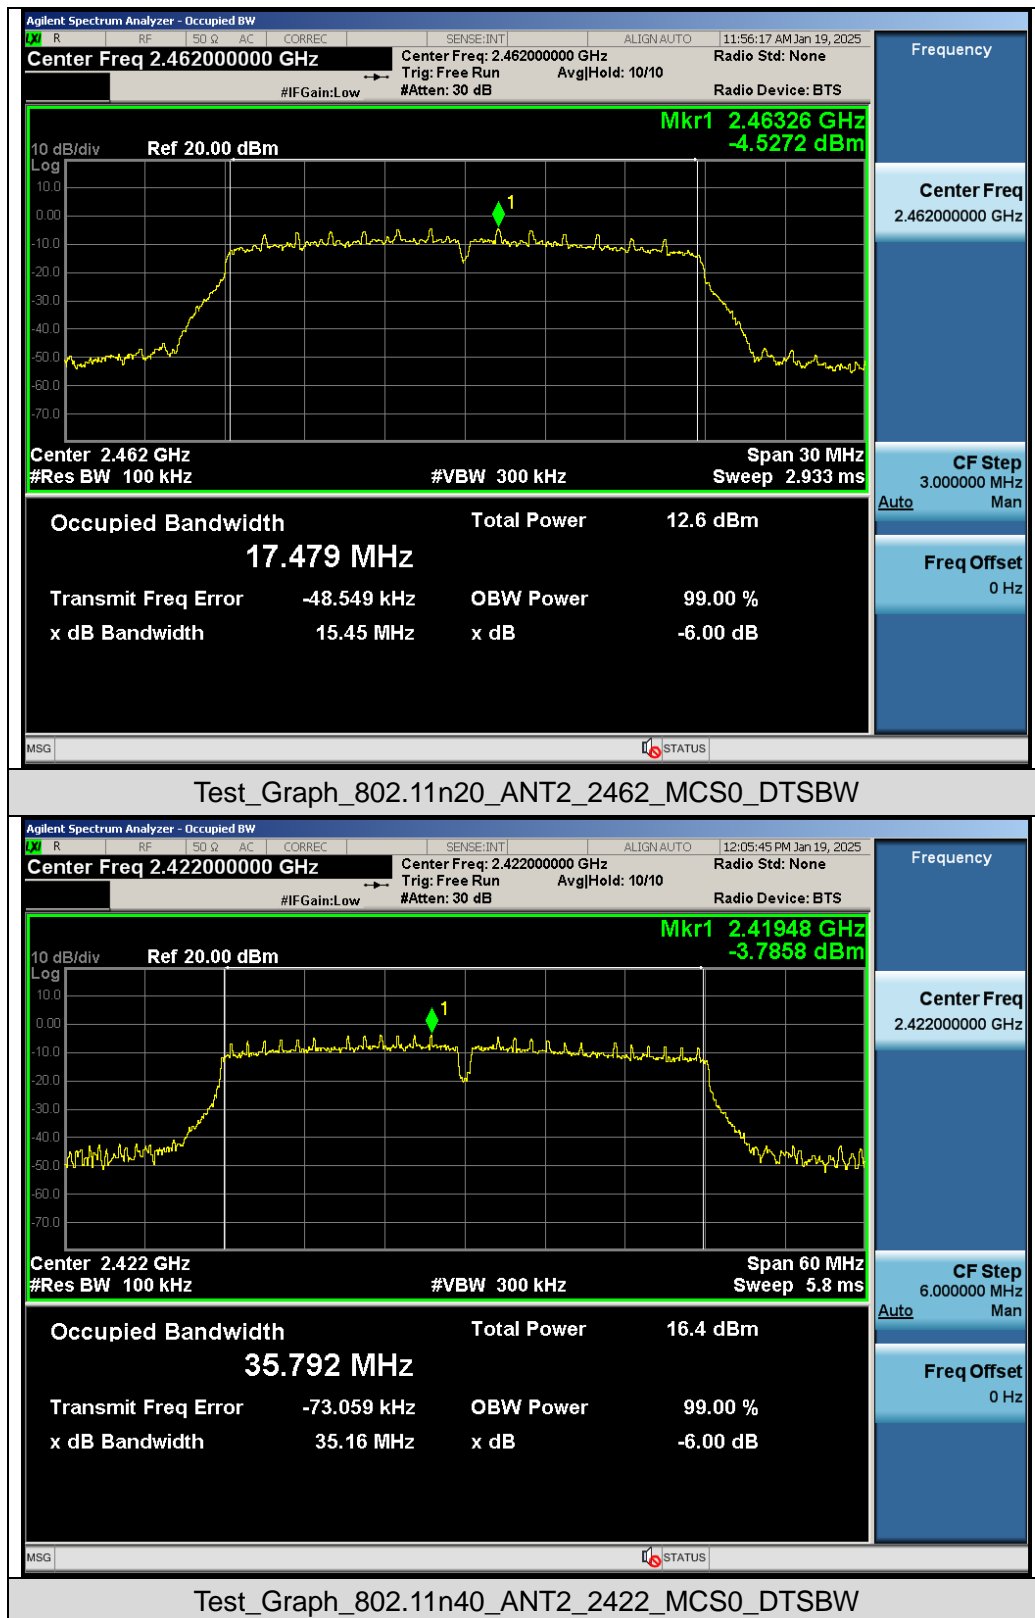 Agilent Spectrum Analyzer - Occupied BW
LXI R RF 50 Ω AC CORREC SENSE:INT ALIGN AUTO 11:56:17 AM Jan 19, 2025
Center Freq 2.462000000 GHz Center Freq: 2.462000000 GHz Radio Std: None Frequency
Trig: Free Run Avg|Hold: 10/10
#IFGain:Low #Atten: 30 dB Radio Device: BTS
Mkr1 2.46326 GHz
-4.5272 dBm
10 dB/div Ref 20.00 dBm
Log
10.0
0.00
-10.0
-20.0
-30.0
-40.0
-50.0
-60.0
-70.0
1
Center Freq
2.462000000 GHz
Center 2.462 GHz Span 30 MHz
#Res BW 100 kHz #VBW 300 kHz Sweep 2.933 ms
CF Step
3.000000 MHz
Auto Man
Occupied Bandwidth Total Power 12.6 dBm
17.479 MHz
Freq Offset
0 Hz
Transmit Freq Error -48.549 kHz OBW Power 99.00 %
x dB Bandwidth 15.45 MHz x dB -6.00 dB
MSG STATUS
Test_Graph_802.11n20_ANT2_2462_MCS0_DTSBW
Agilent Spectrum Analyzer - Occupied BW
LXI R RF 50 Ω AC CORREC SENSE:INT ALIGN AUTO 12:05:45 PM Jan 19, 2025
Center Freq 2.422000000 GHz Center Freq: 2.422000000 GHz Radio Std: None Frequency
Trig: Free Run Avg|Hold: 10/10
#IFGain:Low #Atten: 30 dB Radio Device: BTS
Mkr1 2.41948 GHz
-3.7858 dBm
10 dB/div Ref 20.00 dBm
Log
10.0
0.00
-10.0
-20.0
-30.0
-40.0
-50.0
-60.0
-70.0
1
Center Freq
2.422000000 GHz
Center 2.422 GHz Span 60 MHz
#Res BW 100 kHz #VBW 300 kHz Sweep 5.8 ms
CF Step
6.000000 MHz
Auto Man
Occupied Bandwidth Total Power 16.4 dBm
35.792 MHz
Freq Offset
0 Hz
Transmit Freq Error -73.059 kHz OBW Power 99.00 %
x dB Bandwidth 35.16 MHz x dB -6.00 dB
MSG STATUS
Test_Graph_802.11n40_ANT2_2422_MCS0_DTSBW